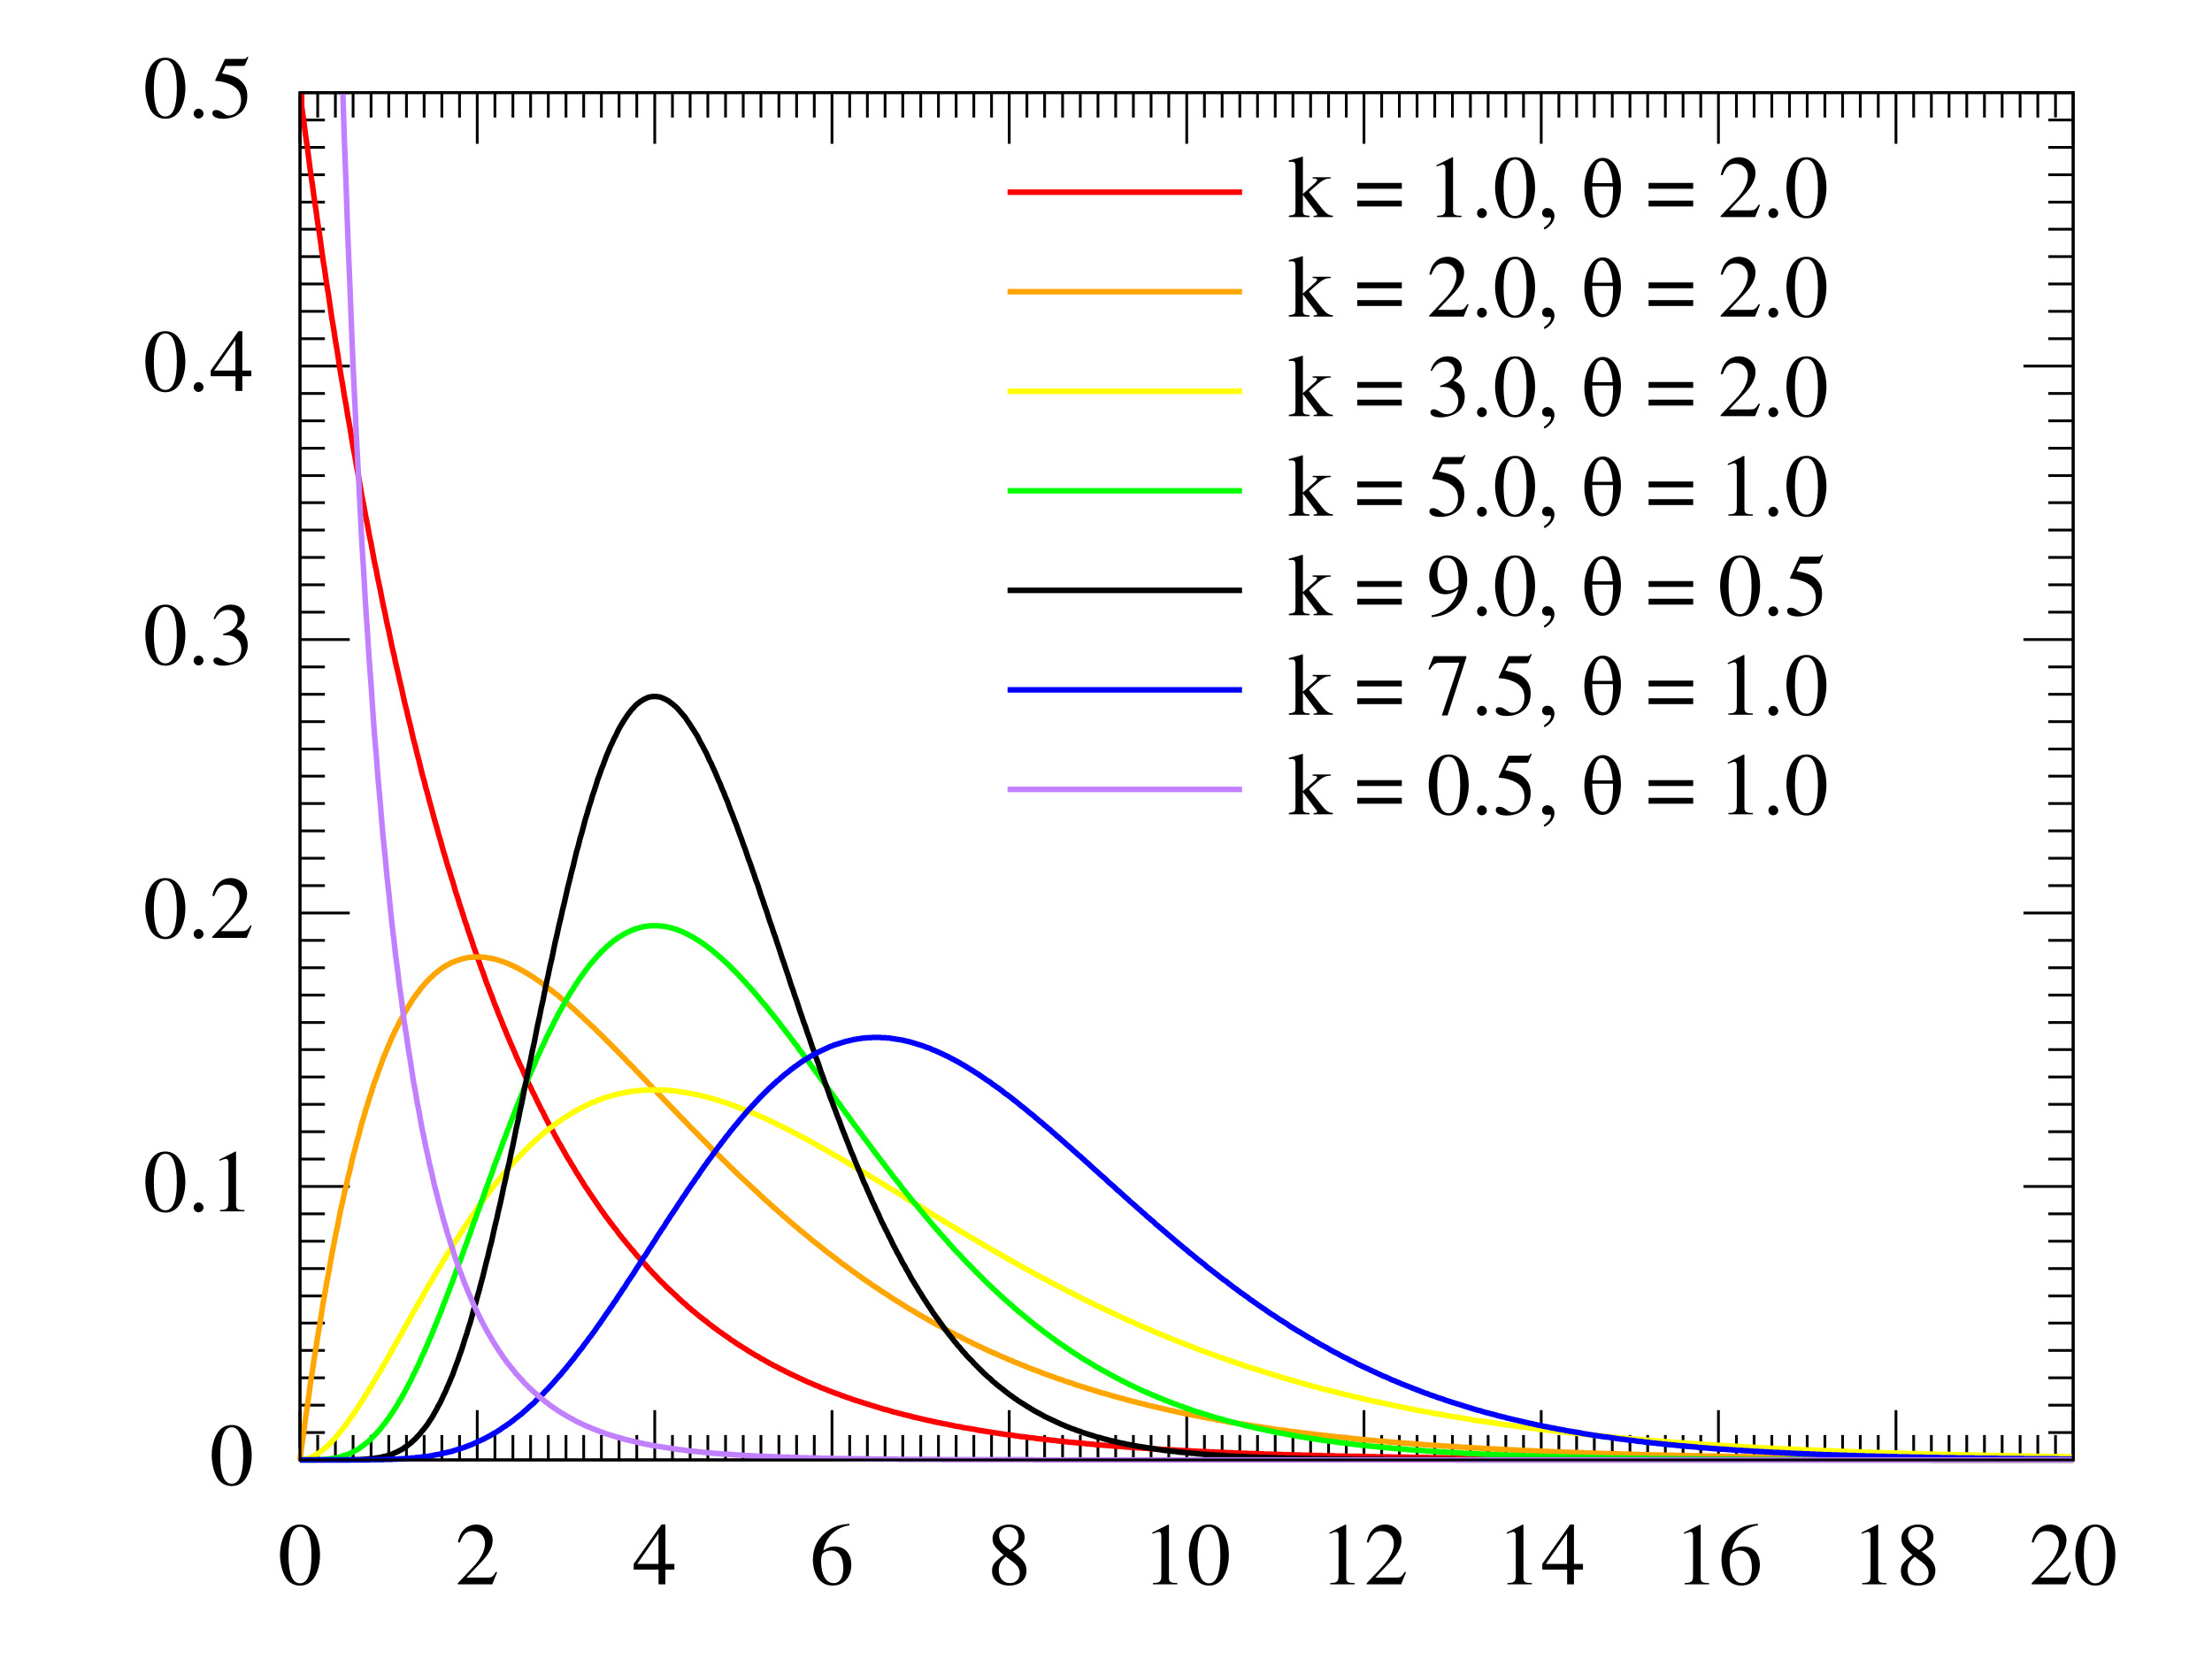 0.5
0.4
0.3
0.2
0.1
0
k = 1.0, θ = 2.0
k = 2.0, θ = 2.0
k = 3.0, θ = 2.0
k = 5.0, θ = 1.0
k = 9.0, θ = 0.5
k = 7.5, θ = 1.0
k = 0.5, θ = 1.0
0 2 4 6 8 10 12 14 16 18 20